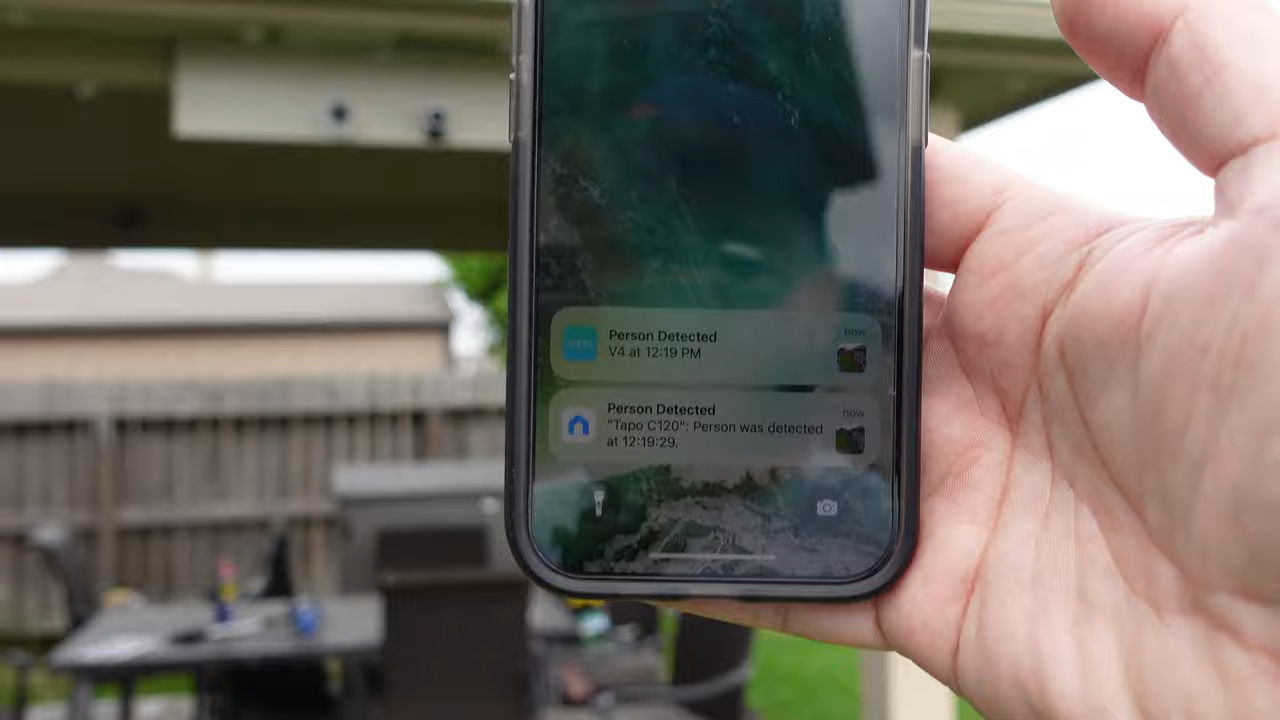 Person Detected
now
V4 at 12:19 PM
Person Detected
now
"Tapo C120": Person was detected
at 12:19:29.